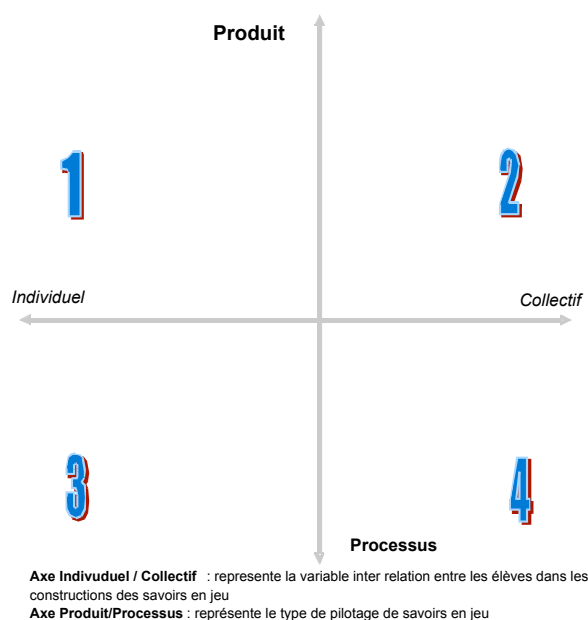 Produit
1
2
Individuel
Collectif
3
4
Processus
Axe Indivuduel / Collectif : represente la variable inter relation entre les élèves dans les
constructions des savoirs en jeu
Axe Produit/Processus : représente le type de pilotage de savoirs en jeu